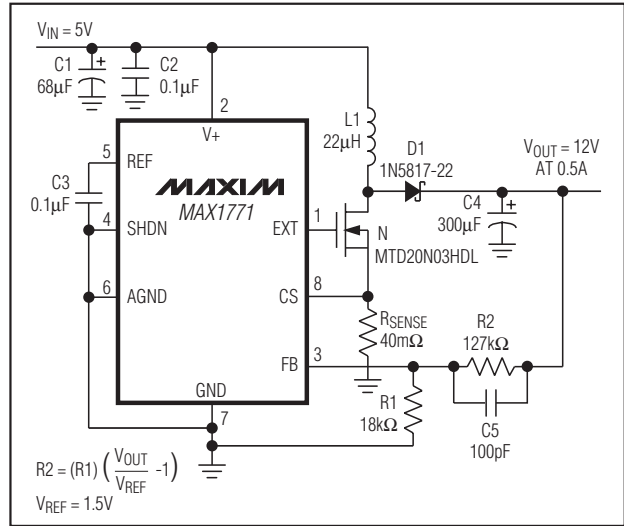 V_IN = 5V
C1
68µF
+
C2
0.1µF
2
V+
L1
22µH
D1
1N5817-22
V_OUT = 12V
AT 0.5A
5
REF
C3
0.1µF
MAXIM
MAX1771
4
SHDN
EXT
1
N
MTD20N03HDL
+
C4
300µF
6
AGND
CS
8
R_SENSE
40mΩ
R2
127kΩ
FB
3
GND
7
R1
18kΩ
C5
100pF
R2 = (R1) (V_OUT/V_REF -1)
V_REF = 1.5V